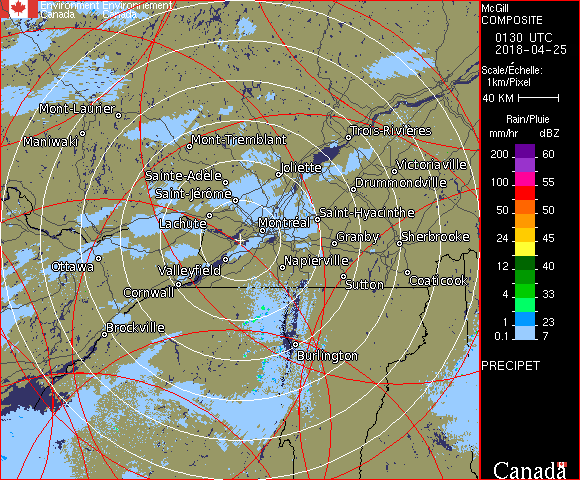 Environment Environnement
Canada Canada
McGill
COMPOSITE
0130 UTC
2018-04-25
Scale/Échelle:
1km/Pixel
40 KM
Rain/Pluie
mm/hr dBZ
200 60
100 55
50 50
24 45
12 40
4 33
1 23
0.1 7
PRECIPET
Mont-Laurier
Maniwaki
Mont-Tremblant
Trois-Rivières
Joliette
Victoriaville
Sainte-Adèle
Drummondville
Saint-Jérôme
Lachute
Saint-Hyacinthe
Montréal
Granby
Sherbrooke
Ottawa
Valleyfield
Napierville
Cornwall
Sutton
Coaticook
Brockville
Burlington
Canada